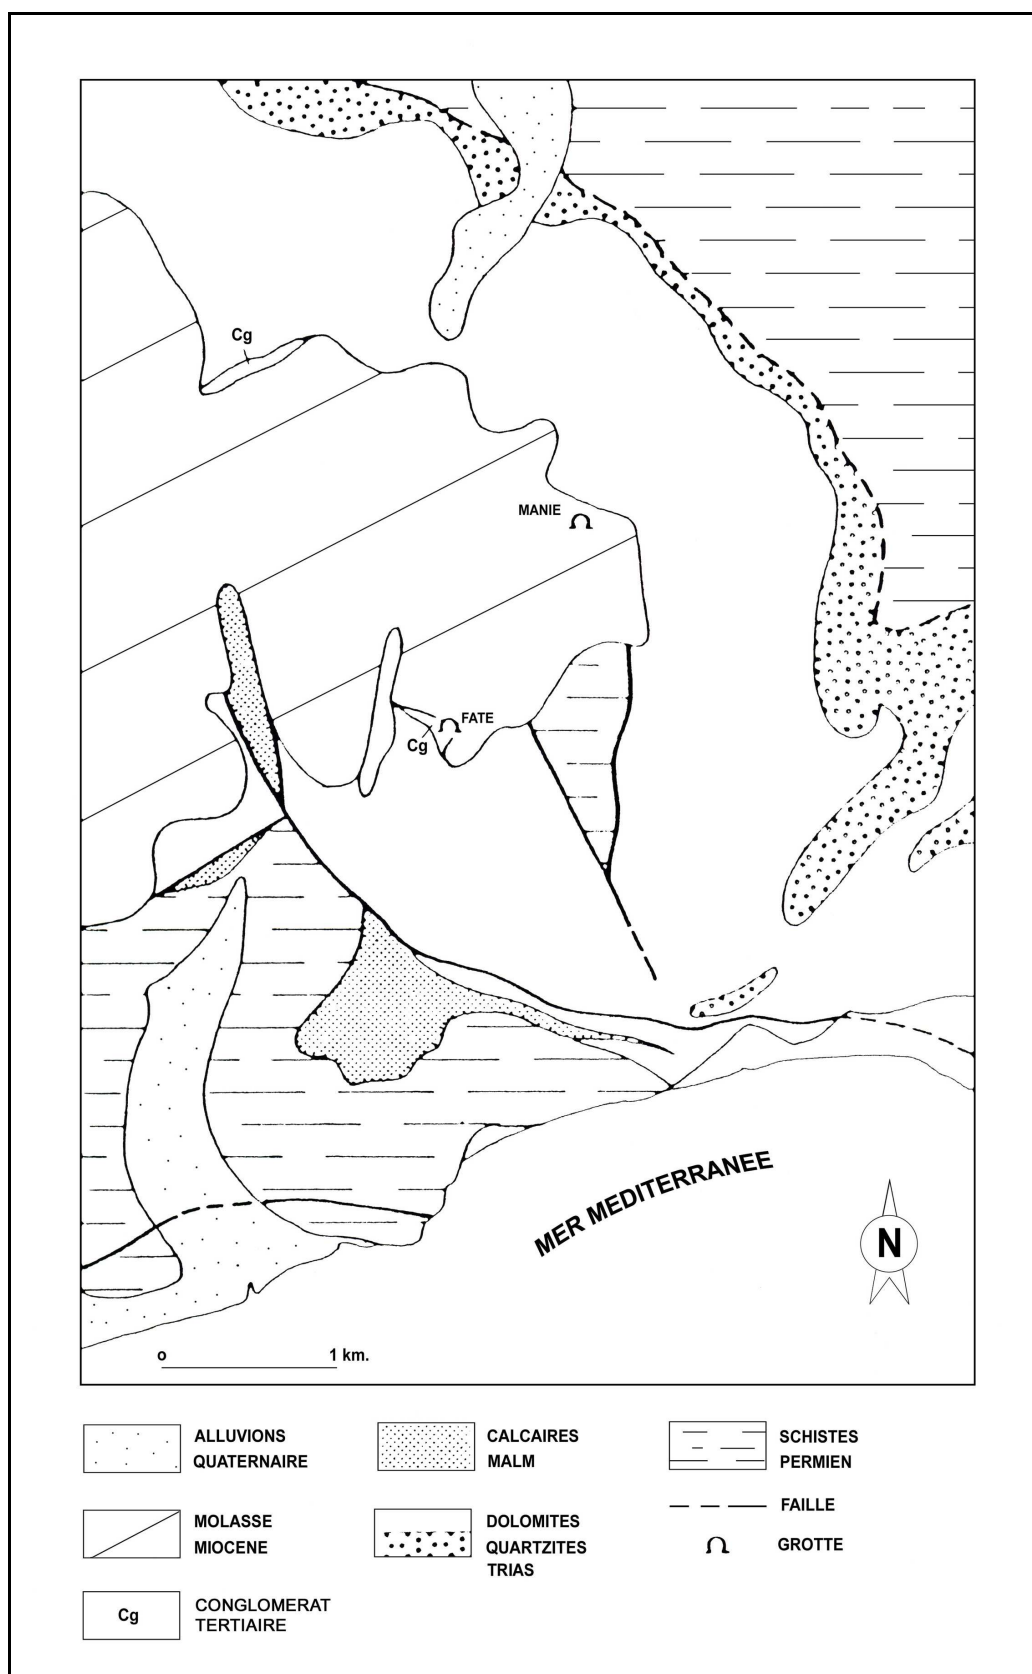 Cg
MANIE
FATE
Cg
MER MEDITERRANEE
N
o 1 km.
ALLUVIONS
QUATERNAIRE
CALCAIRES
MALM
SCHISTES
PERMIEN
FAILLE
MOLASSE
MIOCENE
DOLOMITES
QUARTZITES
TRIAS
GROTTE
Cg
CONGLOMERAT
TERTIAIRE